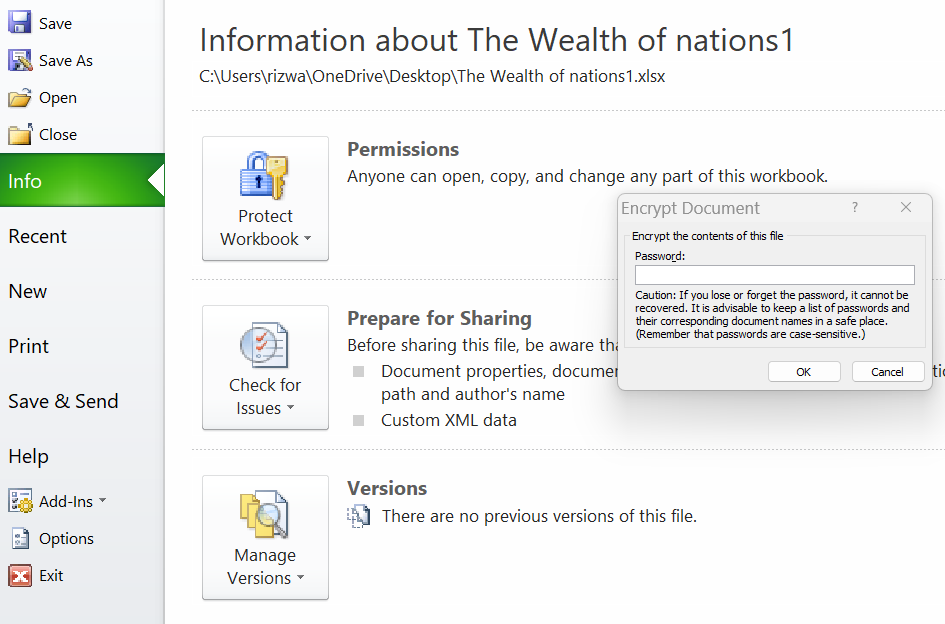 Save
Save As
Open
Close
Info
Recent
New
Print
Save & Send
Help
Add-Ins
Options
Exit
Information about The Wealth of nations1
C:\Users\rizwa\OneDrive\Desktop\The Wealth of nations1.xlsx
Protect
Workbook
Permissions
Anyone can open, copy, and change any part of this workbook.
Check for
Issues
Prepare for Sharing
Before sharing this file, be aware
Document properties,
path and author's name
Custom XML data
Manage
Versions
Versions
There are no previous versions of this file.
Encrypt Document
?
Encrypt the contents of this file
Password:
Caution: If you lose or forget the password, it cannot be
recovered. It is advisable to keep a list of passwords and
their corresponding document names in a safe place.
(Remember that passwords are case-sensitive.)
OK
Cancel